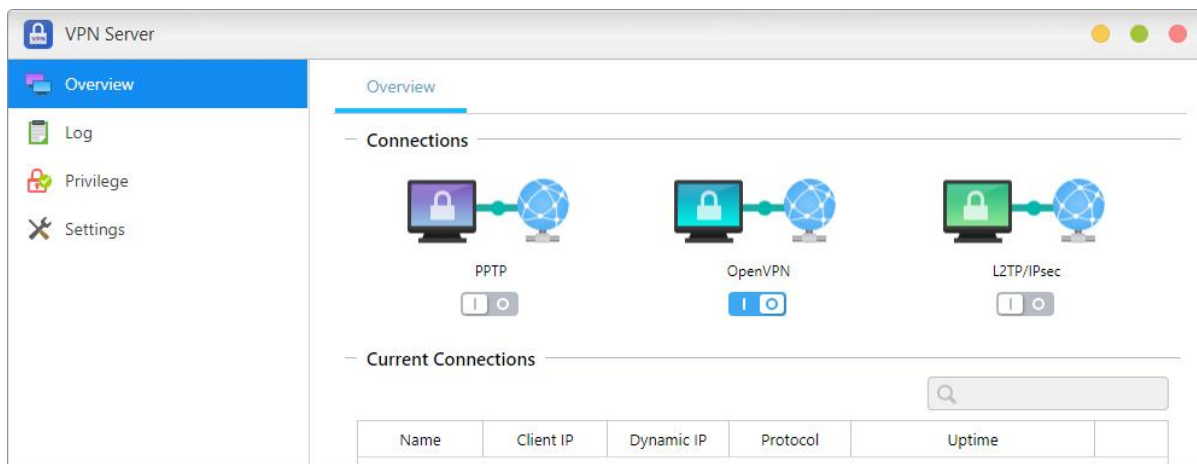 VPN Server
Overview
Log
Privilege
Settings
Overview
Connections
PPTP OpenVPN L2TP/IPsec
Current Connections
Name Client IP Dynamic IP Protocol Uptime